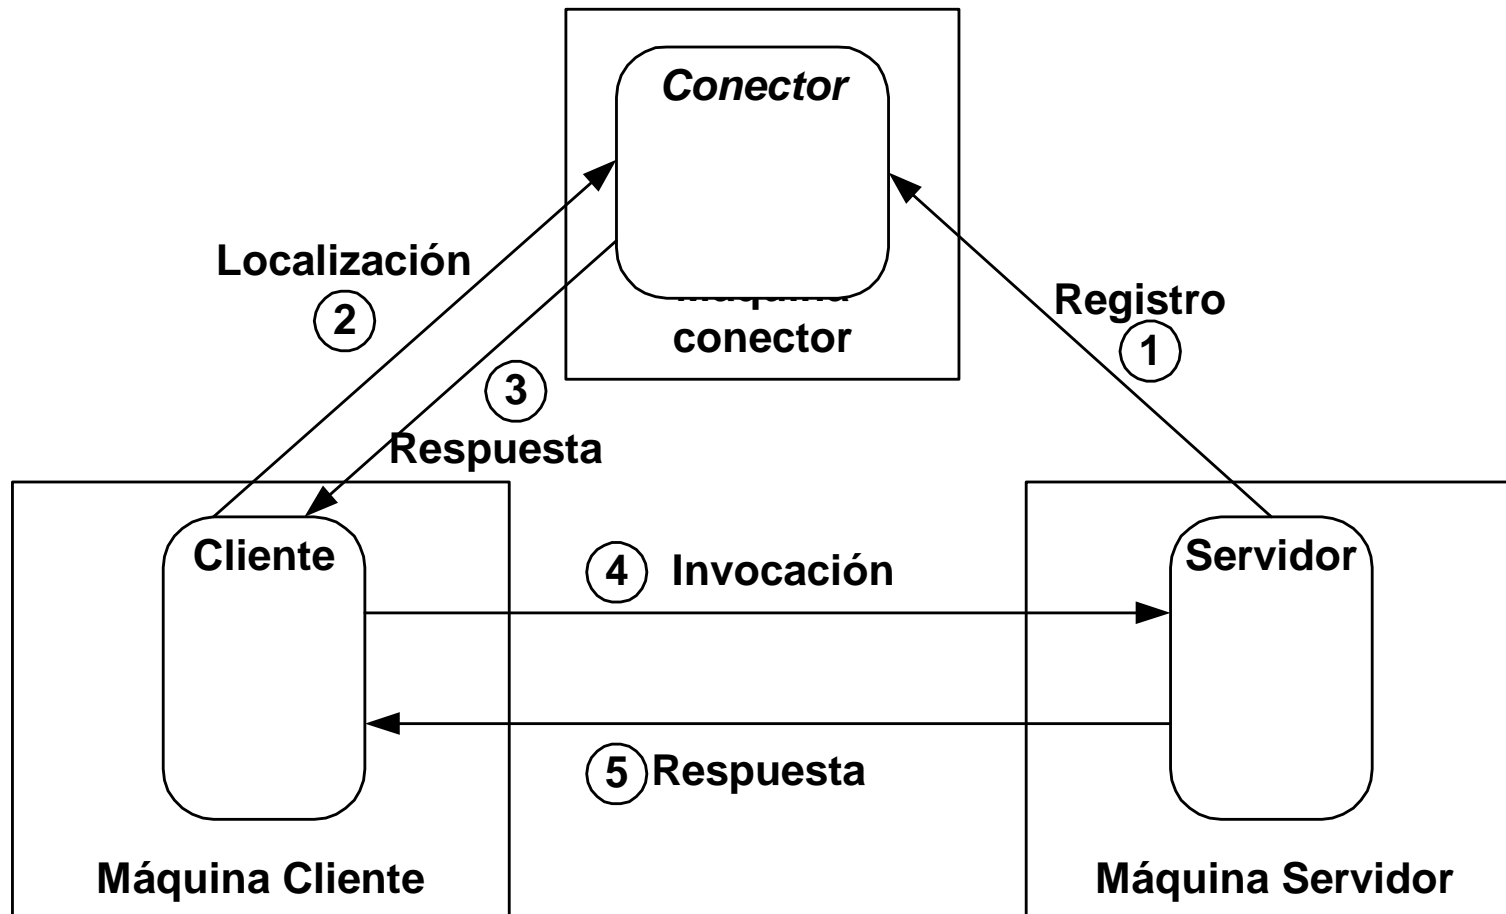 Conector
conector
Localización
2
Registro
1
3
Respuesta
Cliente
4 Invocación
Servidor
5 Respuesta
Máquina Cliente
Máquina Servidor